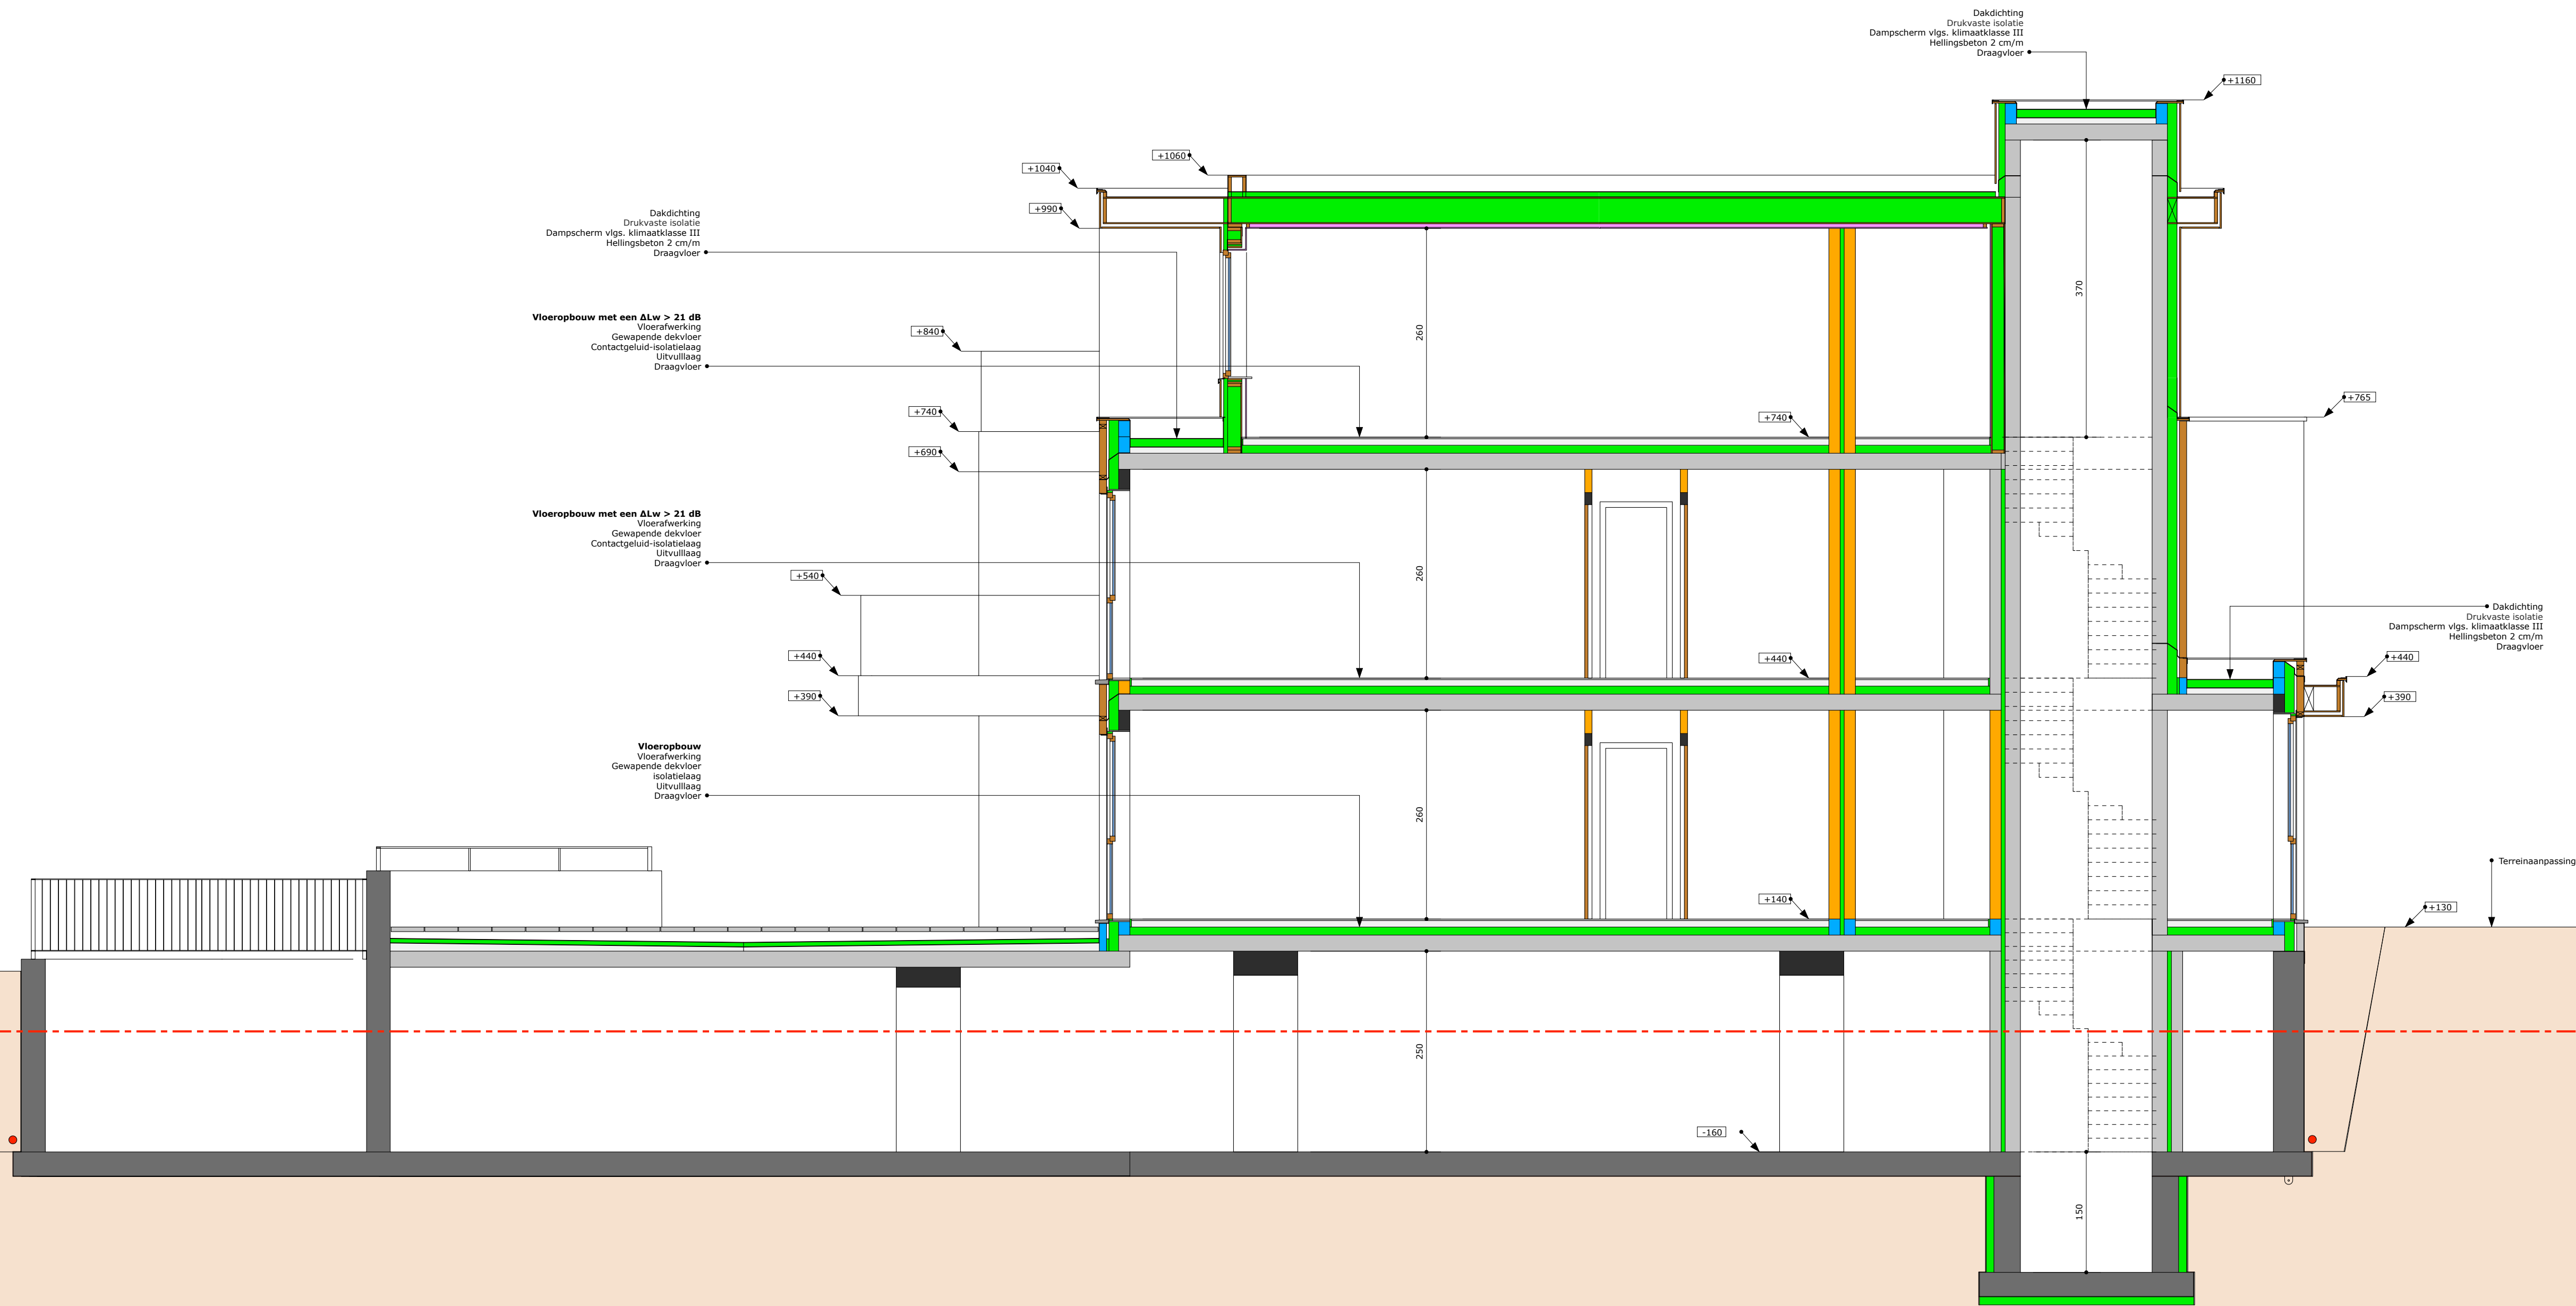 Dakdichting
Drukvaste isolatie
Dampscherm vlgs. klimaatklasse III
Hellingsbeton 2 cm/m
Draagvloer
+1160
+1060
+1040
+990
Dakdichting
Drukvaste isolatie
Dampscherm vlgs. klimaatklasse III
Hellingsbeton 2 cm/m
Draagvloer
370
260
Vloeropbouw met een ΔLw > 21 dB
Vloerafwerking
Gewapende dekvloer
Contactgeluid-isolatielaag
Uitvulllaag
Draagvloer
+840
+765
+740
+740
+690
Vloeropbouw met een ΔLw > 21 dB
Vloerafwerking
Gewapende dekvloer
Contactgeluid-isolatielaag
Uitvulllaag
Draagvloer
260
+540
Dakdichting
Drukvaste isolatie
Dampscherm vlgs. klimaatklasse III
Hellingsbeton 2 cm/m
Draagvloer
+440
+440
+440
+390
+390
Vloeropbouw
Vloerafwerking
Gewapende dekvloer
isolatielaag
Uitvulllaag
Draagvloer
260
Terreinaanpassing
+140
+130
250
-160
150